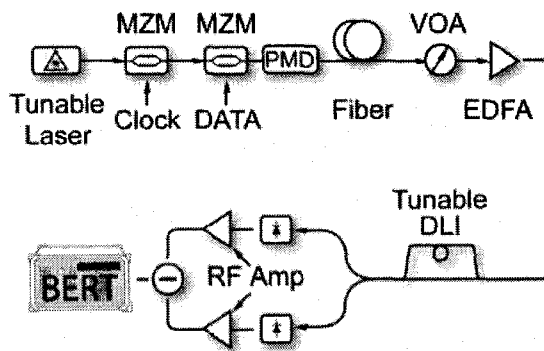 MZM MZM VOA
PMD
Tunable Laser
Clock
DATA
Fiber
EDFA
Tunable
DLI
BERT
RF Amp